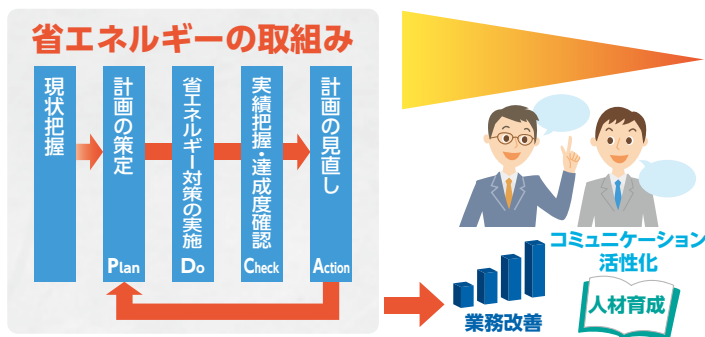 省エネルギーの取組み
現状把握
計画の策定
Plan
省エネルギー対策の実施
Do
実績把握・達成度確認
Check
計画の見直し
Action
業務改善
コミュニケーション
活性化
人材育成